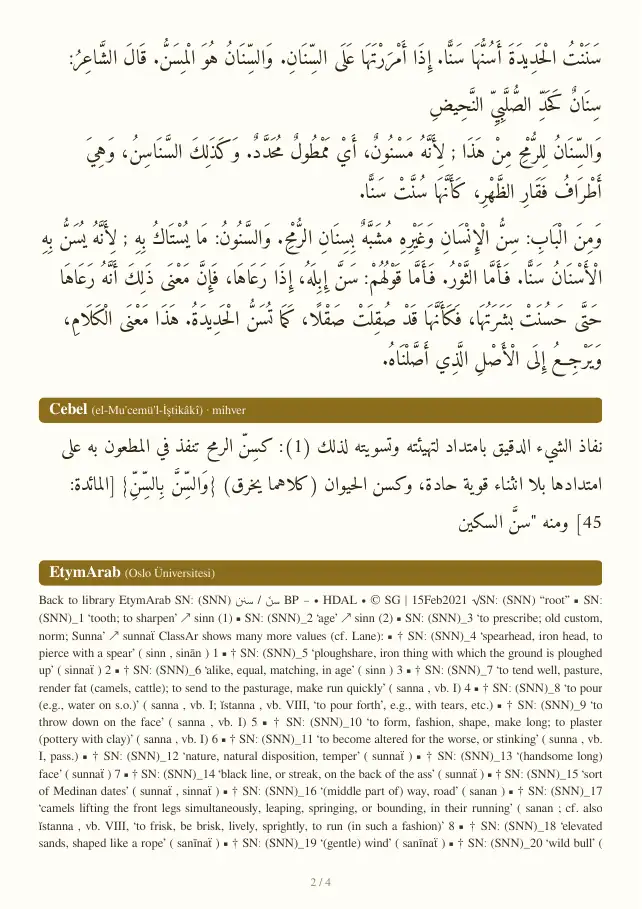 سَنَنْتُ الْحَدِيدَةَ أَسُنُّهَا سَنًّا. إِذَا أَمْرَرْتَهَا عَلَى السِّنَانِ. وَالسِّنَانُ هُوَ الْمِسَنُّ. قَالَ الشَّاعِرُ:
سِنَانٌ كَحَدِّ الصُّلَّبِيِّ النَّحِيضِ
وَالسِّنَانُ لِلرُّمْحِ مِنْ هَذَا ; لِأَنَّهُ مَسْنُونٌ، أَيْ مَمْطُولٌ مُحَدَّدٌ. وَكَذَلِكَ السَّنَاسِنُ، وَهِيَ
أَطْرَافُ فَقَارِ الظَّهْرِ، كَأَنَّهَا سُنَّتْ سَنًّا.
وَمِنَ الْبَابِ: سِنُّ الْإِنْسَانِ وَغَيْرِهِ مُشَبَّهٌ بِسِنَانِ الرُّمْحِ. وَالسَّنُونُ: مَا يُسْتَاكُ بِهِ ; لِأَنَّهُ يُسَنُّ بِهِ
الْأَسْنَانُ سَنًّا. فَأَمَّا الثَّوْرُ. فَأَمَّا قَوْلُهُمْ: سَنَّ إِبِلَهُ، إِذَا رَعَاهَا، فَإِنَّ مَعْنَى ذَلِكَ أَنَّهُ رَعَاهَا
حَتَّى حَسُنَتْ بَشَرَتُهَا، فَكَأَنَّهَا قَدْ صُقِلَتْ صَقْلًا، كَمَا تُسَنُّ الْحَدِيدَةُ. هَذَا مَعْنَى الْكَلَامِ،
وَيَرْجِعُ إِلَى الْأَصْلِ الَّذِي أَصَّلْنَاهُ.
Cebel (el-Mu'cemü'l-İştikâkî) · mihver
نفاذ الشيء الدقيق بامتداد لتهيئته وتسويته لذلك (1): كسِنّ الرمح تنفذ في المطعون به على
امتدادها بلا انثناء قوية حادة، وكسن الحيوان (كلاهما يخرق) {وَالسِّنَّ بِالسِّنِّ} [المائدة:
45] ومنه "سنَّ السكين
EtymArab (Oslo Üniversitesi)
Back to library EtymArab SN: (SNN) سنّ / سنن BP – • HDAL • © SG | 15Feb2021 √SN: (SNN) “root” ▪ SN:
(SNN)_1 ‘tooth; to sharpen’ ↗ sinn (1) ▪ SN: (SNN)_2 ‘age’ ↗ sinn (2) ▪ SN: (SNN)_3 ‘to prescribe; old custom,
norm; Sunna’ ↗ sunnaẗ ClassAr shows many more values (cf. Lane): ▪ † SN: (SNN)_4 ‘spearhead, iron head, to
pierce with a spear’ ( sinn , sinān ) 1 ▪ † SN: (SNN)_5 ‘ploughshare, iron thing with which the ground is ploughed
up’ ( sinnaẗ ) 2 ▪ † SN: (SNN)_6 ‘alike, equal, matching, in age’ ( sinn ) 3 ▪ † SN: (SNN)_7 ‘to tend well, pasture,
render fat (camels, cattle); to send to the pasturage, make run quickly’ ( sanna , vb. I) 4 ▪ † SN: (SNN)_8 ‘to pour
(e.g., water on s.o.)’ ( sanna , vb. I; ĭstanna , vb. VIII, ‘to pour forth’, e.g., with tears, etc.) ▪ † SN: (SNN)_9 ‘to
throw down on the face’ ( sanna , vb. I) 5 ▪ † SN: (SNN)_10 ‘to form, fashion, shape, make long; to plaster
(pottery with clay)’ ( sanna , vb. I) 6 ▪ † SN: (SNN)_11 ‘to become altered for the worse, or stinking’ ( sunna , vb.
I, pass.) ▪ † SN: (SNN)_12 ‘nature, natural disposition, temper’ ( sunnaẗ ) ▪ † SN: (SNN)_13 ‘(handsome long)
face’ ( sunnaẗ ) 7 ▪ † SN: (SNN)_14 ‘black line, or streak, on the back of the ass’ ( sunnaẗ ) ▪ † SN: (SNN)_15 ‘sort
of Medinan dates’ ( sunnaẗ , sinnaẗ ) ▪ † SN: (SNN)_16 ‘(middle part of) way, road’ ( sanan ) ▪ † SN: (SNN)_17
‘camels lifting the front legs simultaneously, leaping, springing, or bounding, in their running’ ( sanan ; cf. also
ĭstanna , vb. VIII, ‘to frisk, be brisk, lively, sprightly, to run (in such a fashion)’ 8 ▪ † SN: (SNN)_18 ‘elevated
sands, shaped like a rope’ ( sanīnaẗ ) ▪ † SN: (SNN)_19 ‘(gentle) wind’ ( sanīnaẗ ) ▪ † SN: (SNN)_20 ‘wild bull’ (
2 / 4